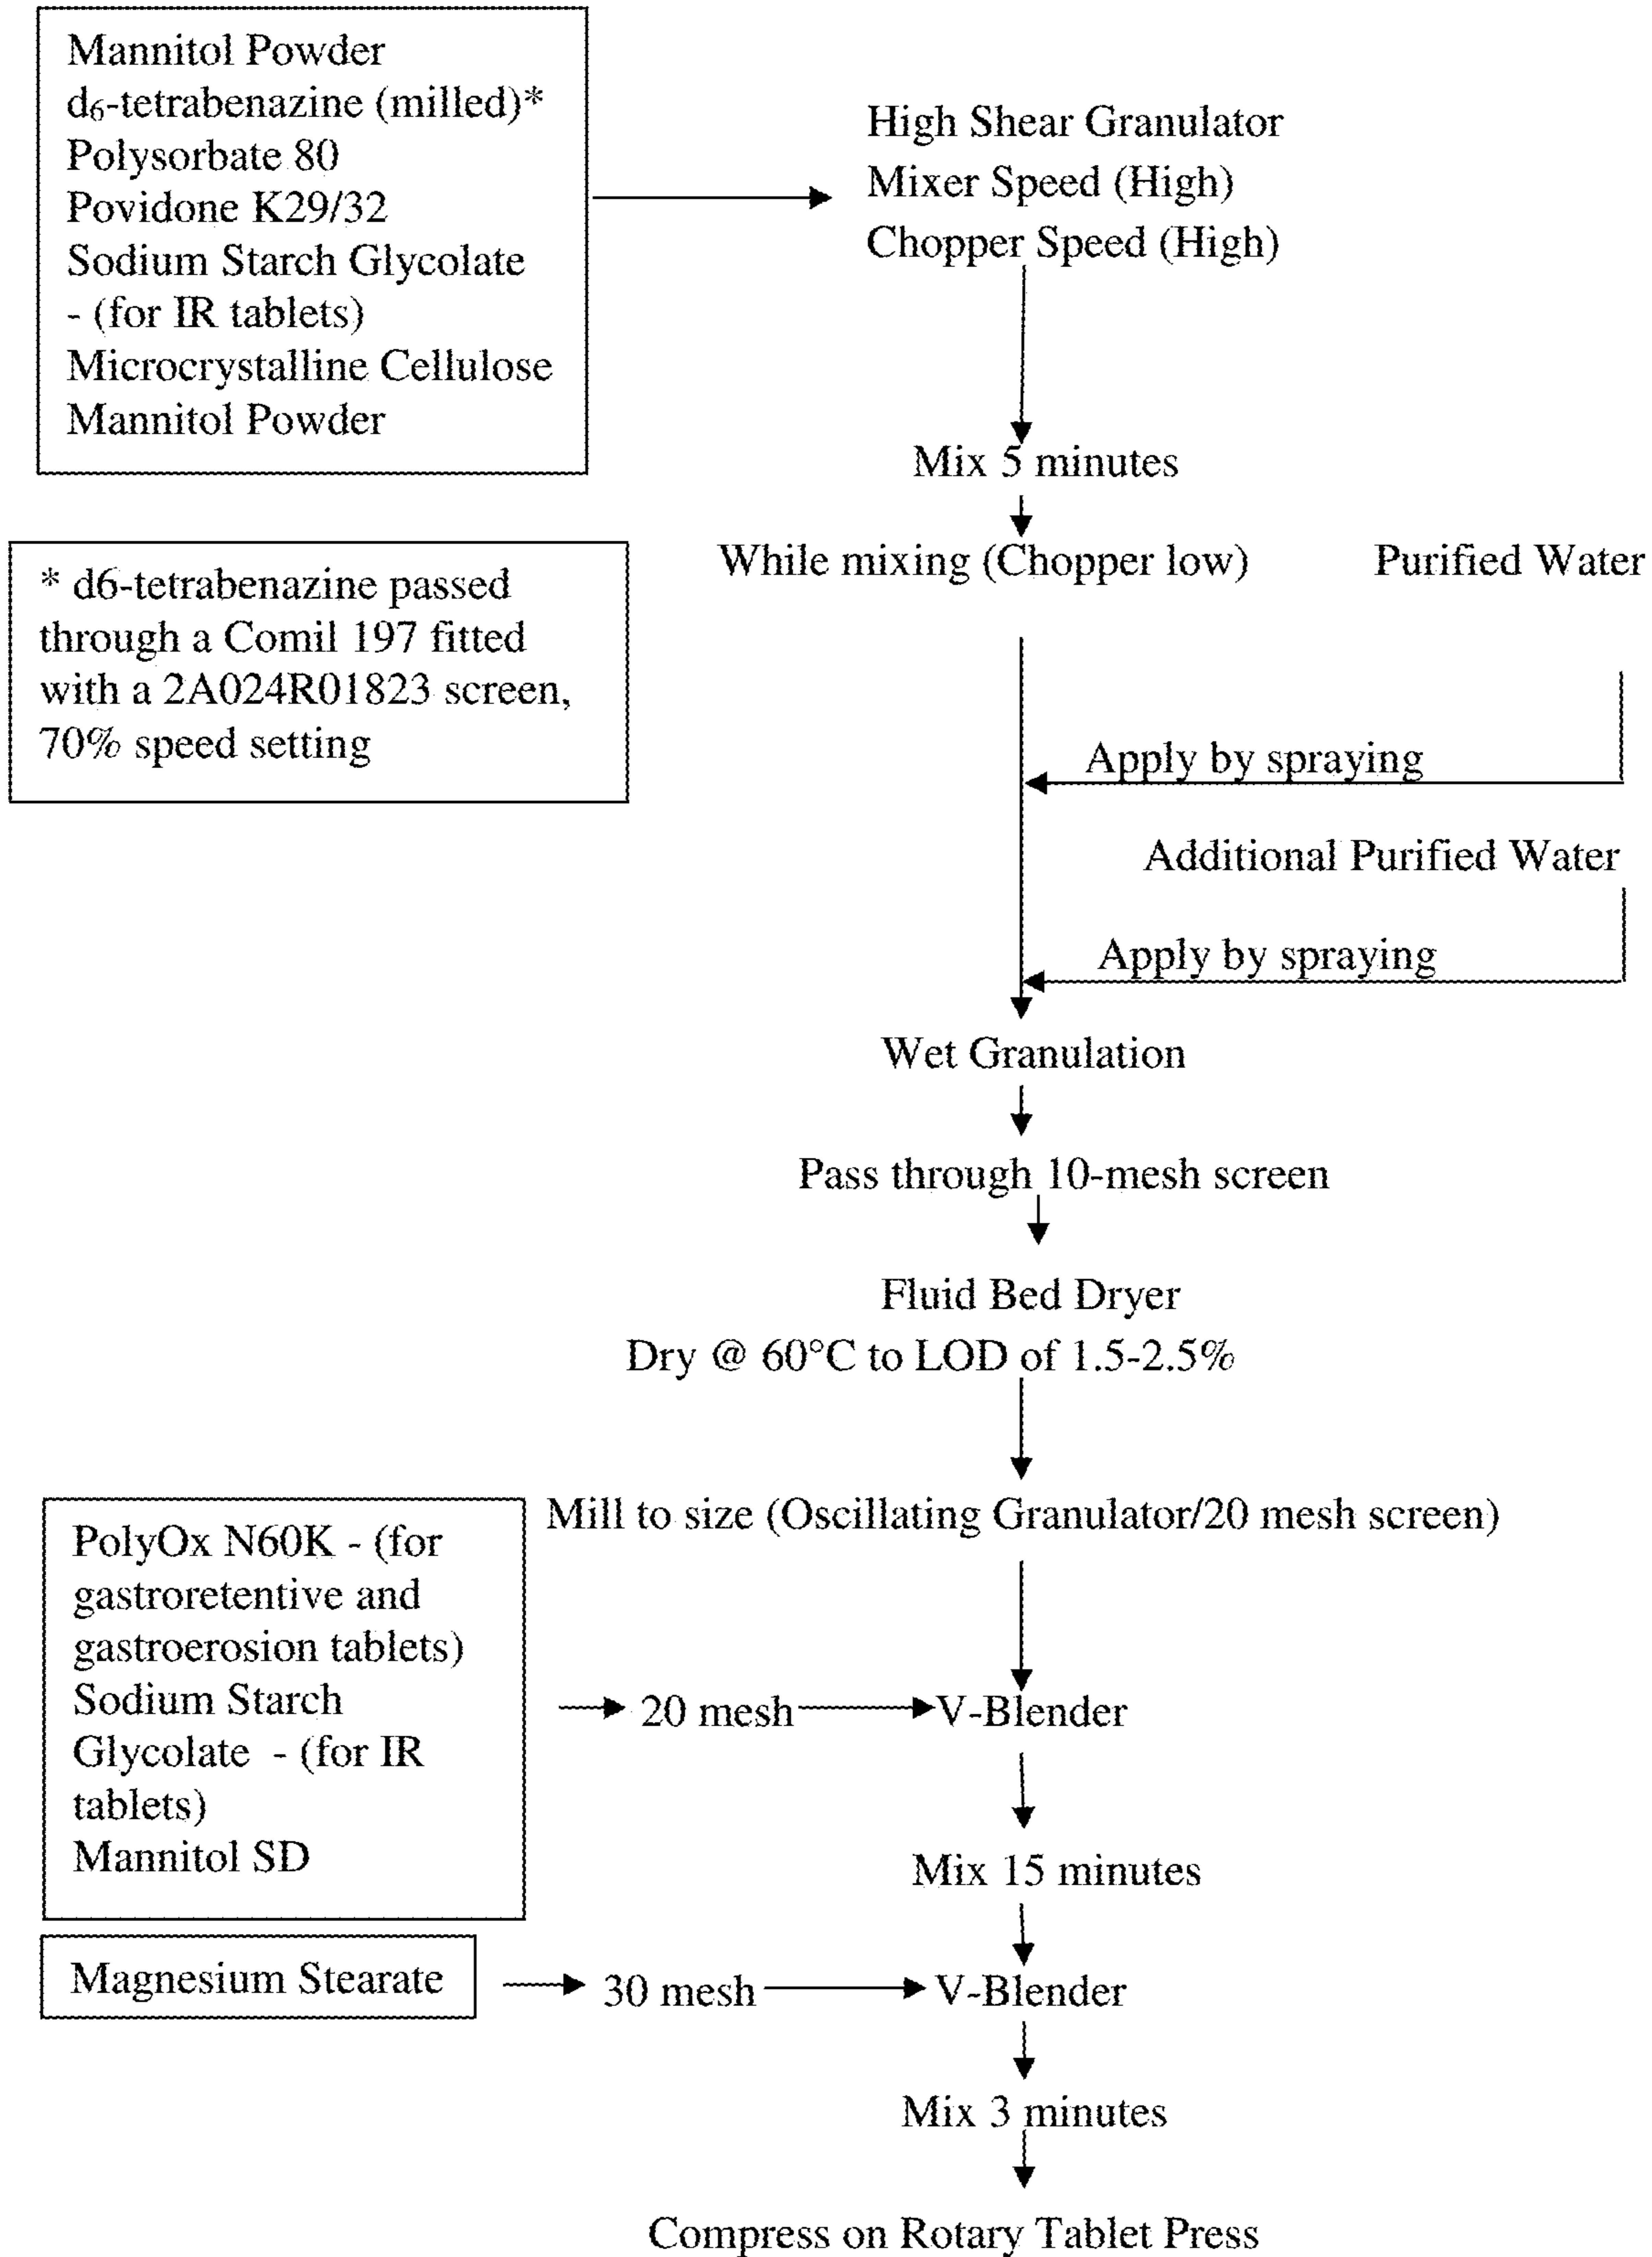 Mannitol Powder
d₆-tetrabenazine (milled)*
Polysorbate 80
Povidone K29/32
Sodium Starch Glycolate
- (for IR tablets)
Microcrystalline Cellulose
Mannitol Powder
High Shear Granulator
Mixer Speed (High)
Chopper Speed (High)
Mix 5 minutes
* d6-tetrabenazine passed
through a Comil 197 fitted
with a 2A024R01823 screen,
70% speed setting
While mixing (Chopper low)
Purified Water
Apply by spraying
Additional Purified Water
Apply by spraying
Wet Granulation
Pass through 10-mesh screen
Fluid Bed Dryer
Dry @ 60°C to LOD of 1.5-2.5%
Mill to size (Oscillating Granulator/20 mesh screen)
PolyOx N60K - (for
gastroretentive and
gastroerosion tablets)
Sodium Starch
Glycolate - (for IR
tablets)
Mannitol SD
20 mesh
V-Blender
Mix 15 minutes
Magnesium Stearate
30 mesh
V-Blender
Mix 3 minutes
Compress on Rotary Tablet Press